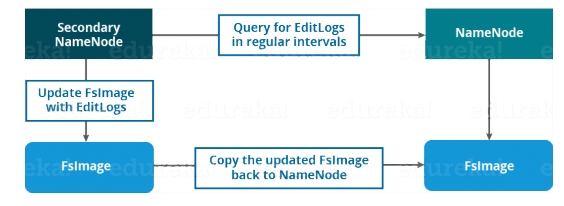 Secondary
NameNode
Query for EditLogs
in regular intervals
NameNode
Update FsImage
with EditLogs
FsImage
Copy the updated FsImage
back to NameNode
FsImage
edureka!